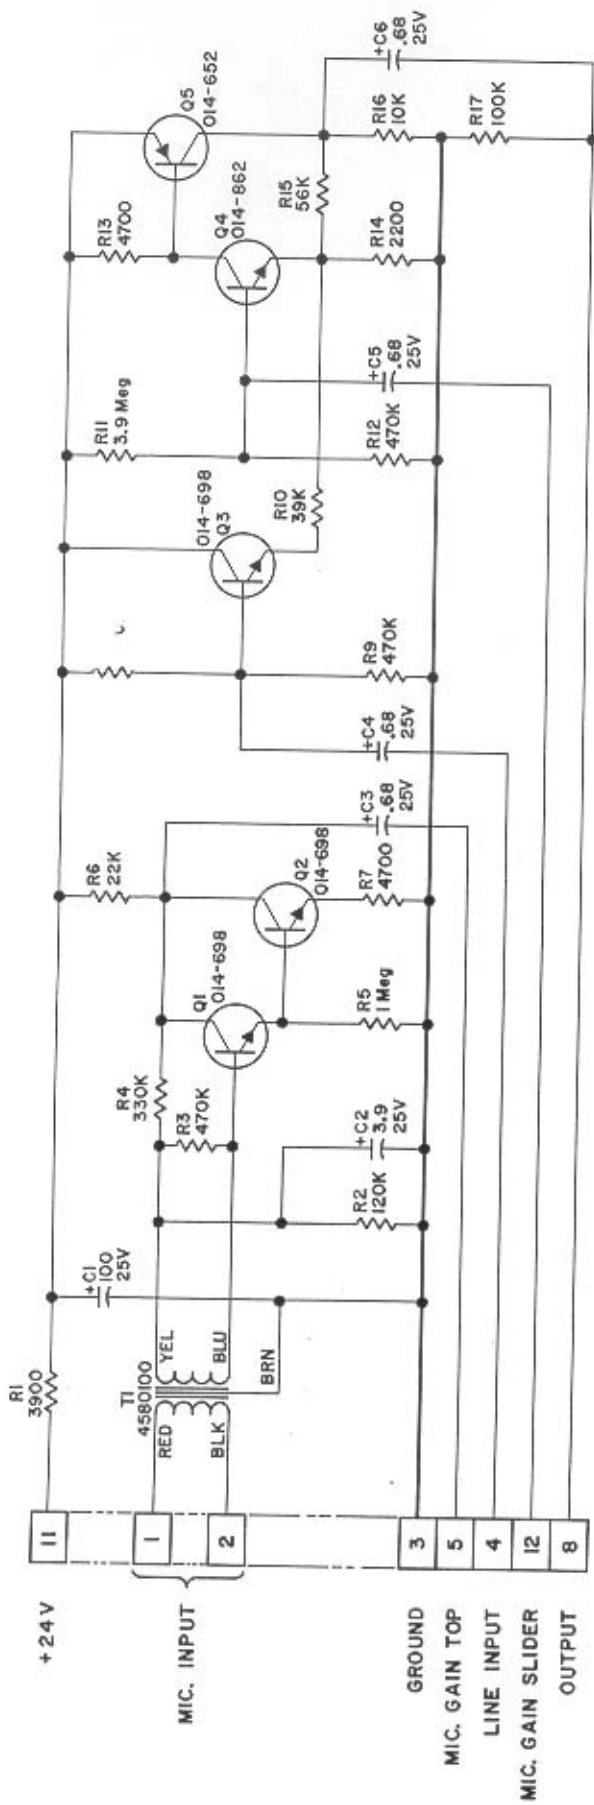 +24V
11
R1
3900
MIC. INPUT
1
2
T1
4580100
RED
BLK
YEL
BLU
BRN
+C1
100
25V
R2
120K
+C2
3.9
25V
R3
470K
R4
330K
Q1
014-698
R5
1 Meg
R6
22K
Q2
014-698
R7
4700
+C3
.68
25V
+C4
.68
25V
R9
470K
014-698
Q3
R10
39K
R11
3.9 Meg
R12
470K
+C5
.68
25V
R13
4700
Q4
014-862
R14
2200
R15
56K
Q5
014-652
R16
10K
R17
100K
+C6
.68
25V
GROUND
3
MIC. GAIN TOP
5
LINE INPUT
4
MIC. GAIN SLIDER
12
OUTPUT
8